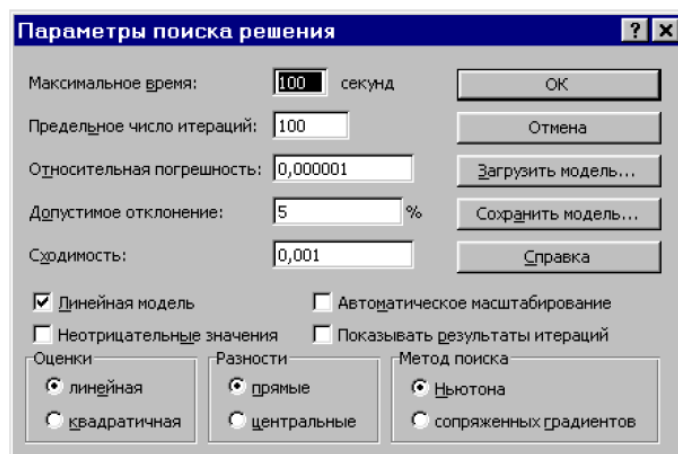 Параметры поиска решения ? ×
Максимальное время: 100 секунд ОК
Предельное число итераций: 100 Отмена
Относительная погрешность: 0,000001 Загрузить модель...
Допустимое отклонение: 5 % Сохранить модель...
Сходимость: 0,001 Справка
Линейная модель Автоматическое масштабирование
Неотрицательные значения Показывать результаты итераций
Оценки Разности Метод поиска
линейная прямые Ньютона
квадратичная центральные сопряженных градиентов